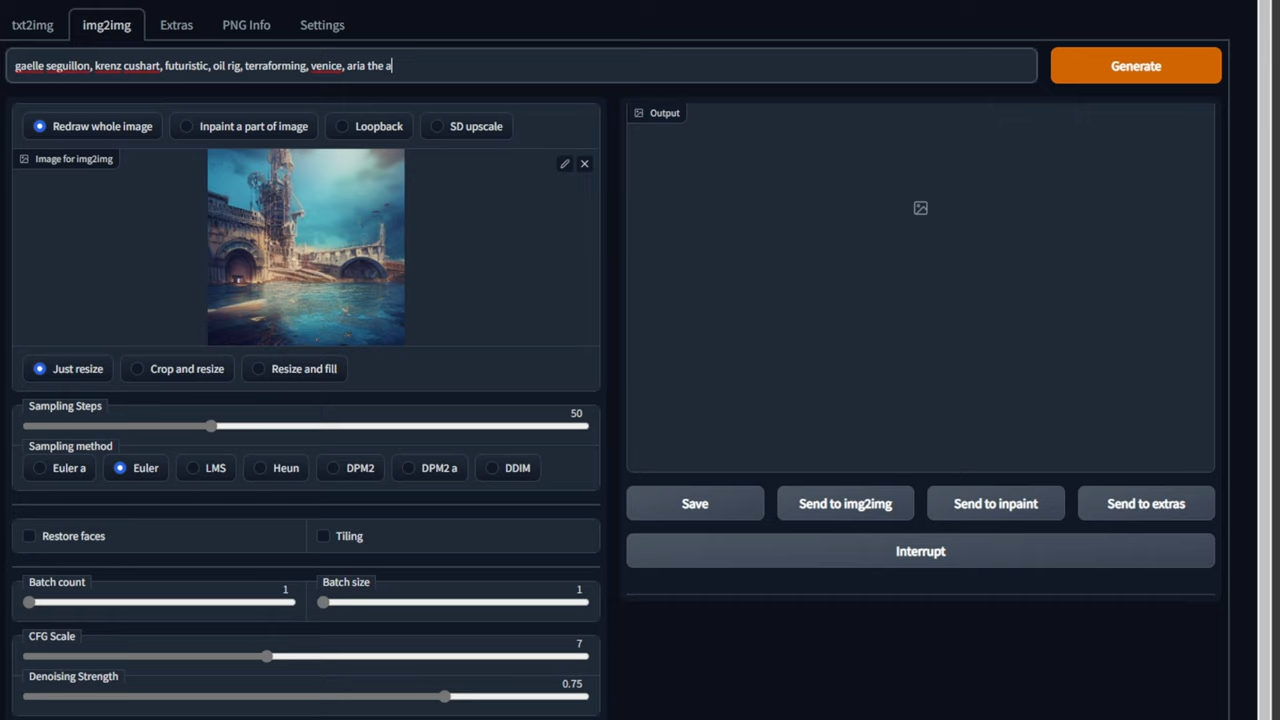 txt2img img2img Extras PNG Info Settings
gaelle seguillon, krenz cushart, futuristic, oil rig, terraforming, venice, aria the a
Generate
Redraw whole image Inpaint a part of image Loopback SD upscale
Image for img2img
Just resize Crop and resize Resize and fill
Sampling Steps 50
Sampling method
Euler a Euler LMS Heun DPM2 DPM2 a DDIM
Restore faces Tiling
Batch count 1 Batch size 1
CFG Scale 7
Denoising Strength 0.75
Output
Save Send to img2img Send to inpaint Send to extras
Interrupt